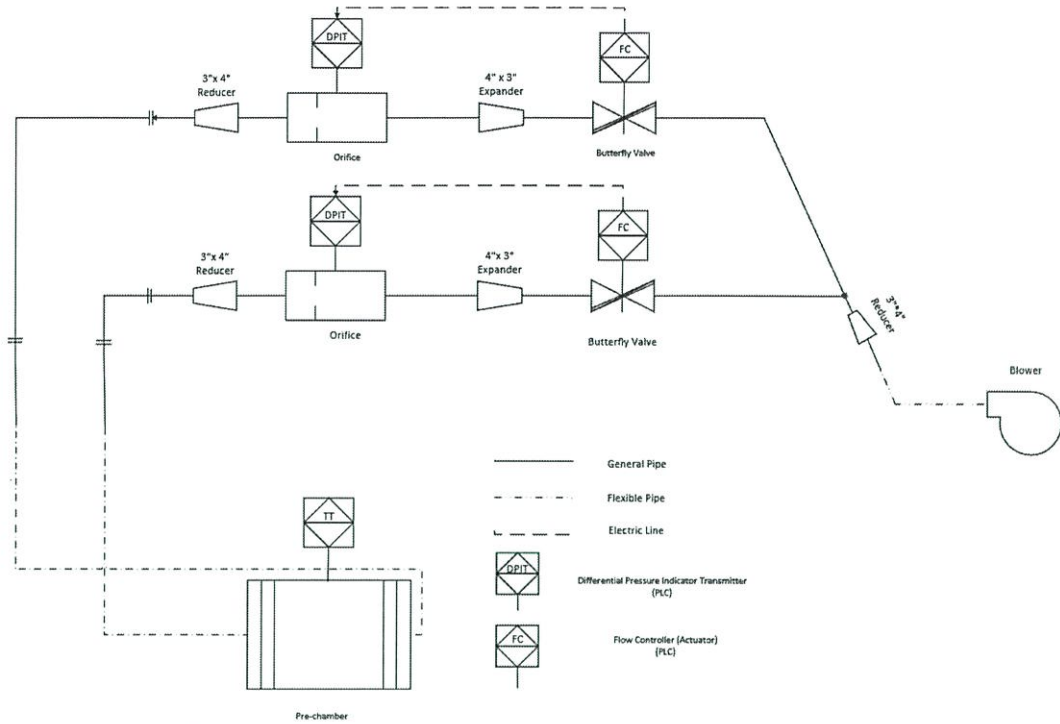 DPIT
FC
3"x 4"
Reducer
4" x 3"
Expander
Orifice
Butterfly Valve
DPIT
FC
3"x 4"
Reducer
4"x 3"
Expander
Orifice
Butterfly Valve
3"*4"
Reducer
Blower
General Pipe
Flexible Pipe
Electric Line
TT
DPIT
Differential Pressure Indicator Transmitter
(PLC)
FC
Flow Controller (Actuator)
(PLC)
Pre-chamber